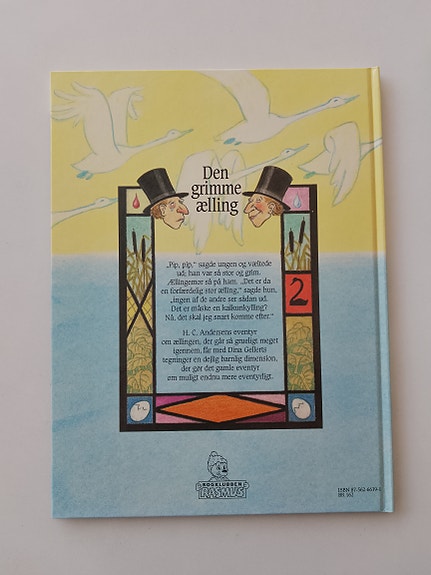 Den
grimme
ælling
„Pip, pip,“ sagde ungen og væltede
ud; han var så stor og grim.
Ællingemor så på ham. „Det er da
en forfærdelig stor ælling,“ sagde hun,
„ingen af de andre ser sådan ud.
Det er måske en kalkunkylling?
Nå, det skal jeg snart komme efter.“
H. C. Andersens eventyr
om ællingen, der går så grueligt meget
igennem, får med Dina Gellerts
tegninger en dejlig barnlig dimension,
der gør det gamle eventyr
om muligt endnu mere eventyrligt.
2
BOGKLUBBEN
RASMUS
ISBN 87-562-